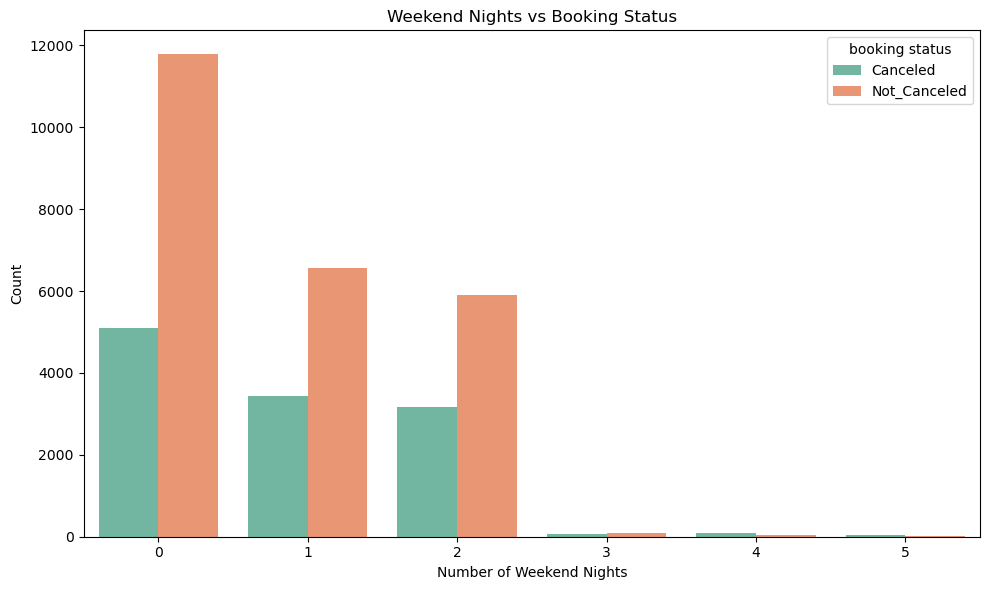 Weekend Nights vs Booking Status
booking status
Canceled
Not_Canceled
12000
10000
8000
6000
4000
2000
0
Count
0 1 2 3 4 5
Number of Weekend Nights